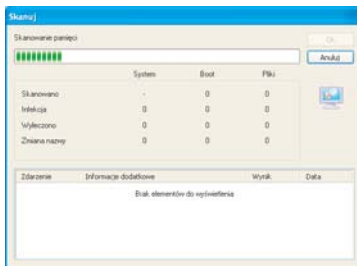 Skanuj
Skanowanie pamięci
OK
Anuluj
System Boot Pliki
Skanowano - 0 0
Infekcja 0 0 0
Wyleczono 0 0 0
Zmiana nazwy 0 0 0
Zdarzenie Informacje dodatkowe Wynik Data
Brak elementów do wyświetlenia